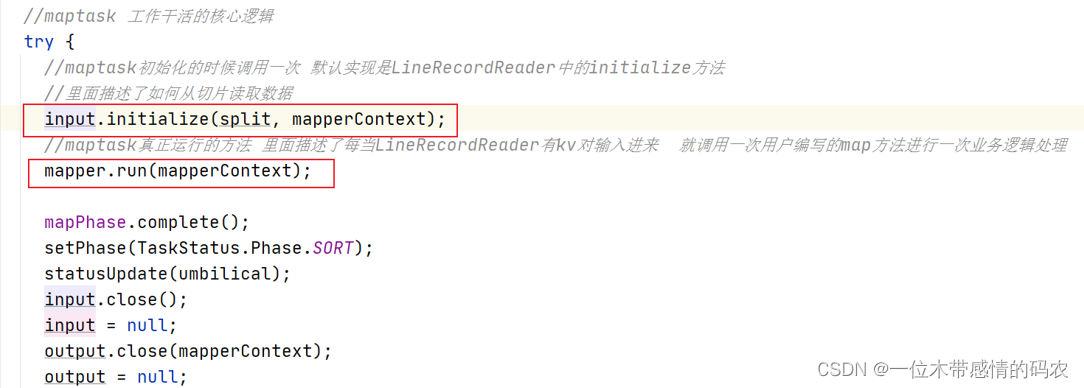 //maptask 工作干活的核心逻辑
try {
//maptask初始化的时候调用一次 默认实现是LineRecordReader中的initialize方法
//里面描述了如何从切片读取数据
input.initialize(split, mapperContext);
//maptask真正运行的方法 里面描述了每当LineRecordReader有kv对输入进来  就调用一次用户编写的map方法进行一次业务逻辑处理
mapper.run(mapperContext);
mapPhase.complete();
setPhase(TaskStatus.Phase.SORT);
statusUpdate(umbilical);
input.close();
input = null;
output.close(mapperContext);
output = null;
CSDN @一位木带感情的码农